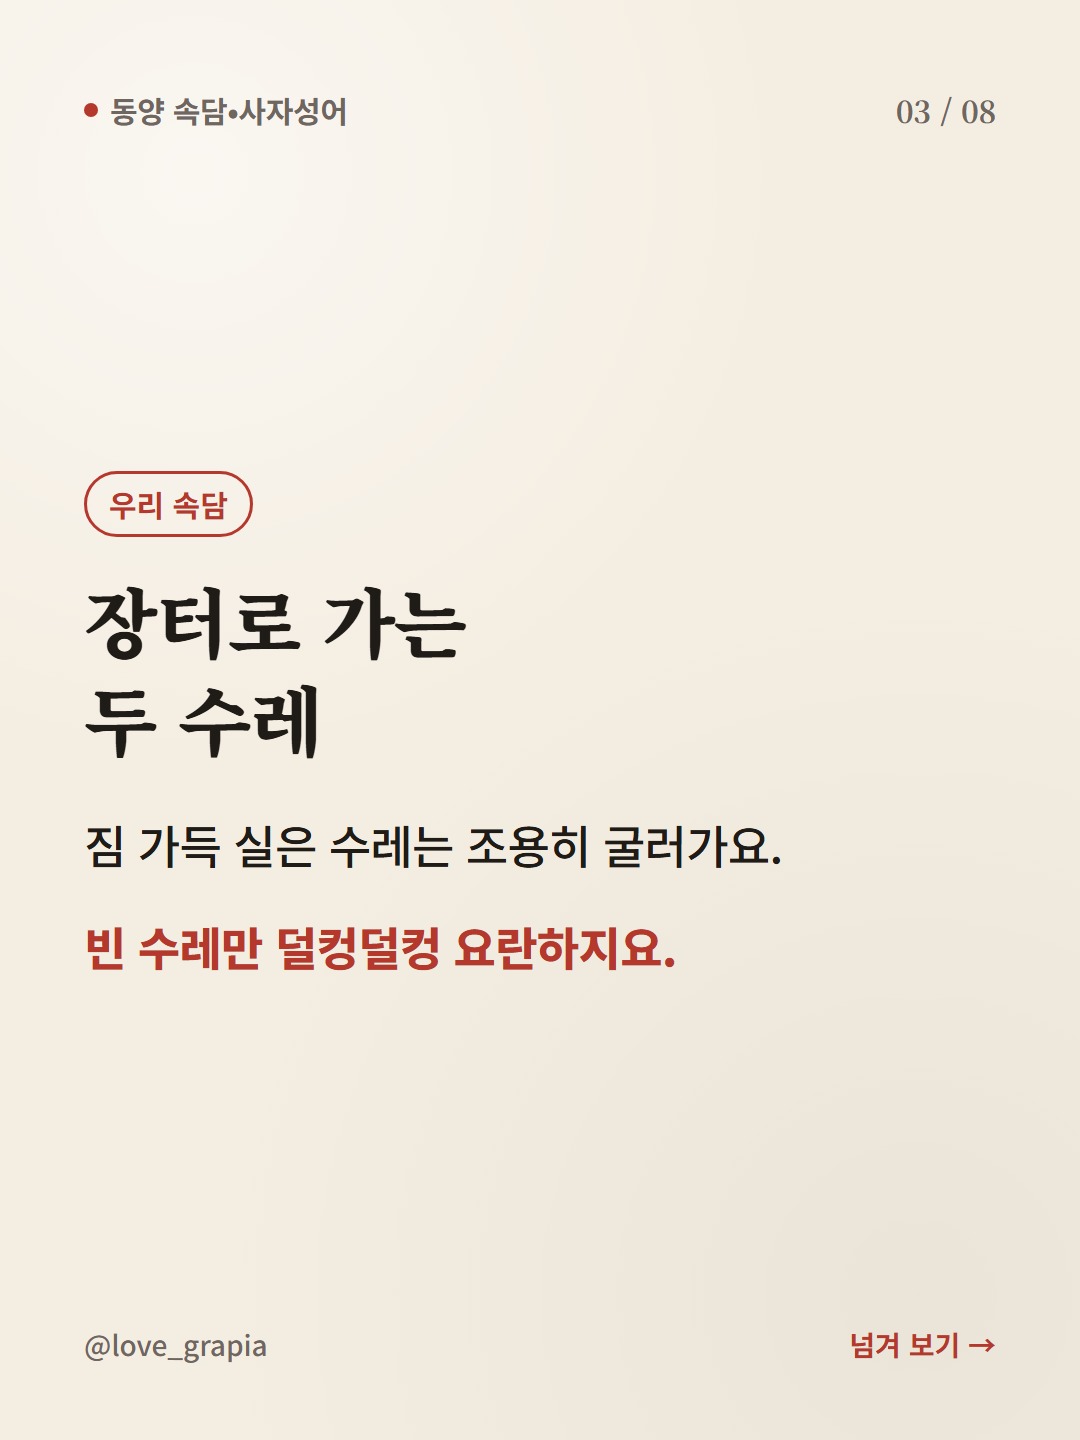 동양 속담•사자성어
03 / 08
우리 속담
장터로 가는
두 수레
짐 가득 실은 수레는 조용히 굴러가요.
빈 수레만 덜컹덜컹 요란하지요.
@love_grapia
넘겨 보기 →